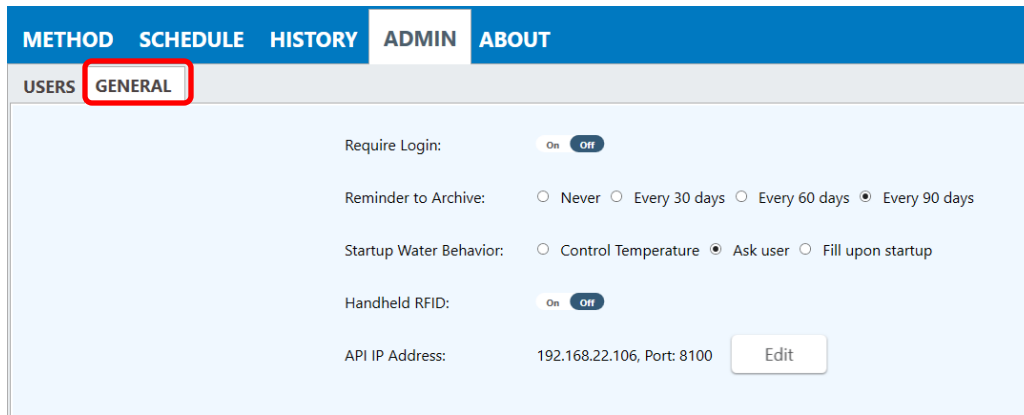 METHOD SCHEDULE HISTORY ADMIN ABOUT
USERS GENERAL
Require Login: On Off
Reminder to Archive: Never Every 30 days Every 60 days Every 90 days
Startup Water Behavior: Control Temperature Ask user Fill upon startup
Handheld RFID: On Off
API IP Address: 192.168.22.106, Port: 8100 Edit